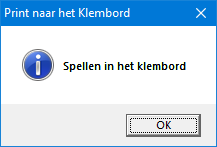 Print naar het Klembord
Spellen in het klembord
OK